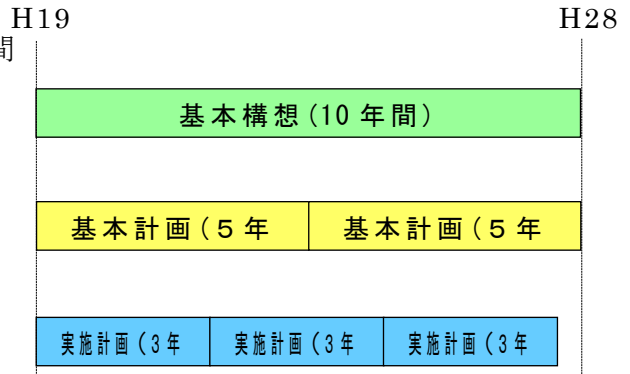 H19 H28
間
基本構想(10年間)
基本計画(５年 基本計画(５年
実施計画(3年 実施計画(3年 実施計画(3年